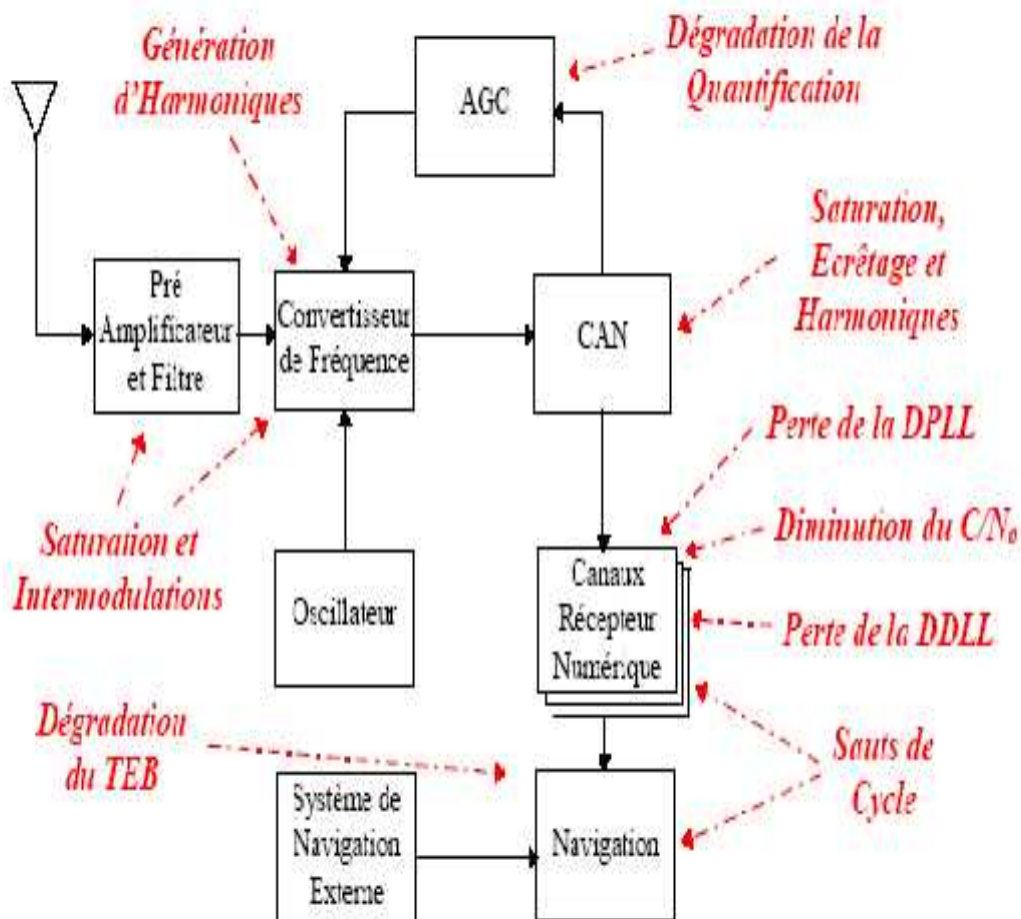 Génération
d'Harmoniques
AGC
Dégradation de la
Quantification
Saturation,
Ecrêtage et
Harmoniques
Pré
Amplificateur
et Filtre
Convertisseur
de Fréquence
CAN
Perte de la DPLL
Diminution du C/N₀
Perte de la DDLL
Saturation et
Intermodulations
Oscillateur
Canaux
Récepteur
Numérique
Dégradation
du TEB
Sauts de
Cycle
Système de
Navigation
Externe
Navigation